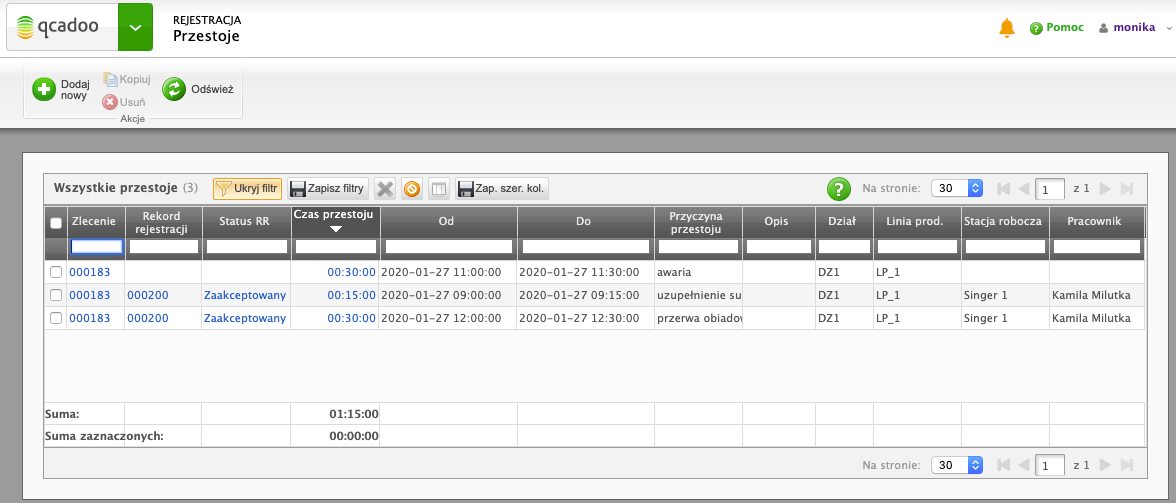 qcadoo
REJESTRACJA
Przestoje
Pomoc
monika
Dodaj nowy
Kopiuj
Usuń
Odśwież
Akcje
Wszystkie przestoje (3)
Ukryj filtr
Zapisz filtry
Zap. szer. kol.
Na stronie: 30
1 z 1
Zlecenie Rekord rejestracji Status RR Czas przestoju Od Do Przyczyna przestoju Opis Dział Linia prod. Stacja robocza Pracownik
000183 00:30:00 2020-01-27 11:00:00 2020-01-27 11:30:00 awaria DZ1 LP_1
000183 000200 Zaakceptowany 00:15:00 2020-01-27 09:00:00 2020-01-27 09:15:00 uzupełnienie su DZ1 LP_1 Singer 1 Kamila Milutka
000183 000200 Zaakceptowany 00:30:00 2020-01-27 12:00:00 2020-01-27 12:30:00 przerwa obiadow DZ1 LP_1 Singer 1 Kamila Milutka
Suma: 01:15:00
Suma zaznaczonych: 00:00:00
Na stronie: 30 1 z 1